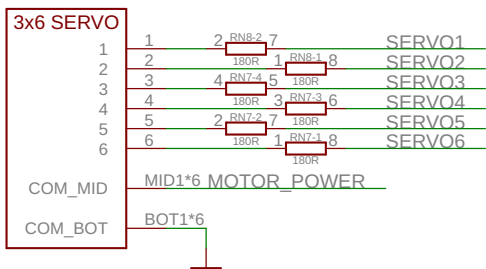 3x6 SERVO
1 1 2 RN8-2 7 180R SERVO1
2 2 1 RN8-1 8 180R SERVO2
3 3 4 RN7-4 5 180R SERVO3
4 4 3 RN7-3 6 180R SERVO4
5 5 2 RN7-2 7 180R SERVO5
6 6 1 RN7-1 8 180R SERVO6
COM_MID MID1*6 MOTOR_POWER
COM_BOT BOT1*6